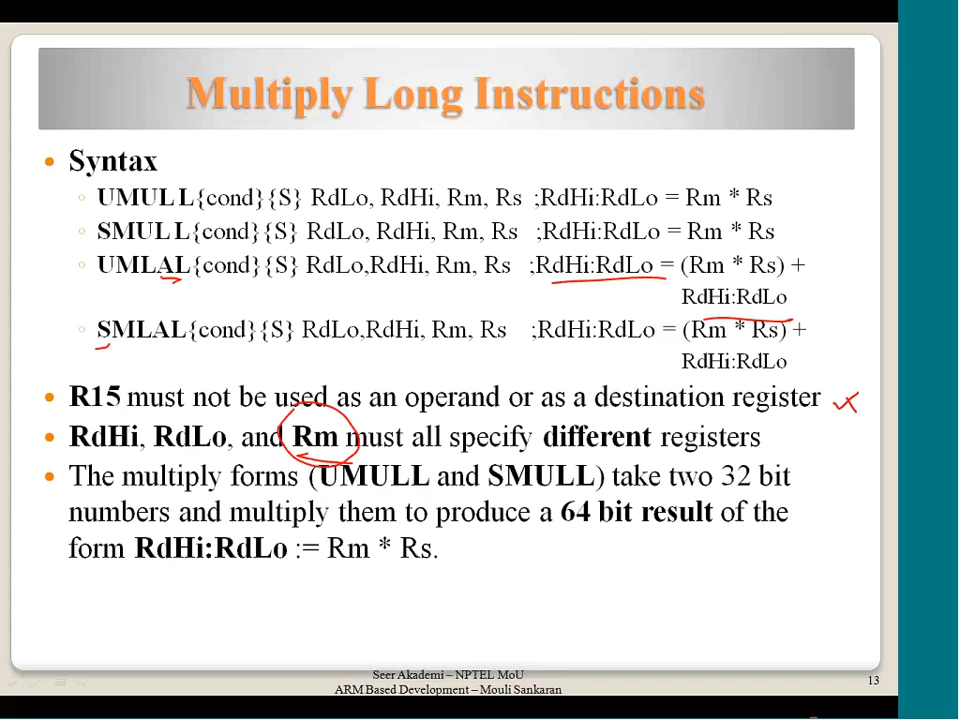 Multiply Long Instructions
Syntax
UMULL{cond}{S} RdLo, RdHi, Rm, Rs ;RdHi:RdLo = Rm * Rs
SMULL{cond}{S} RdLo, RdHi, Rm, Rs ;RdHi:RdLo = Rm * Rs
UMLAL{cond}{S} RdLo,RdHi, Rm, Rs ;RdHi:RdLo = (Rm * Rs) +
RdHi:RdLo
SMLAL{cond}{S} RdLo,RdHi, Rm, Rs ;RdHi:RdLo = (Rm * Rs) +
RdHi:RdLo
R15 must not be used as an operand or as a destination register
RdHi, RdLo, and Rm must all specify different registers
The multiply forms (UMULL and SMULL) take two 32 bit
numbers and multiply them to produce a 64 bit result of the
form RdHi:RdLo := Rm * Rs.
Seer Akademi – NPTEL MoU
ARM Based Development – Mouli Sankaran
13